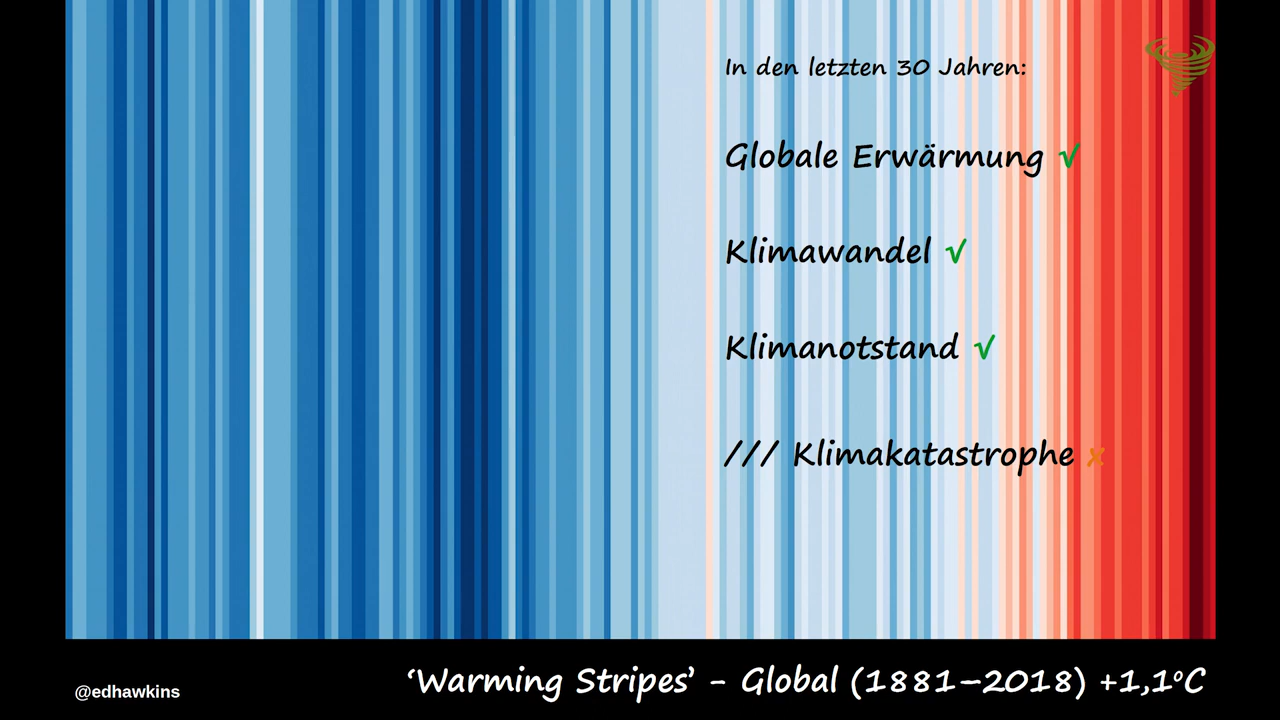 In den letzten 30 Jahren:
Globale Erwärmung √
Klimawandel √
Klimanotstand √
/// Klimakatastrophe x
@edhawkins
‘Warming Stripes’ - Global (1881–2018) +1,1°C